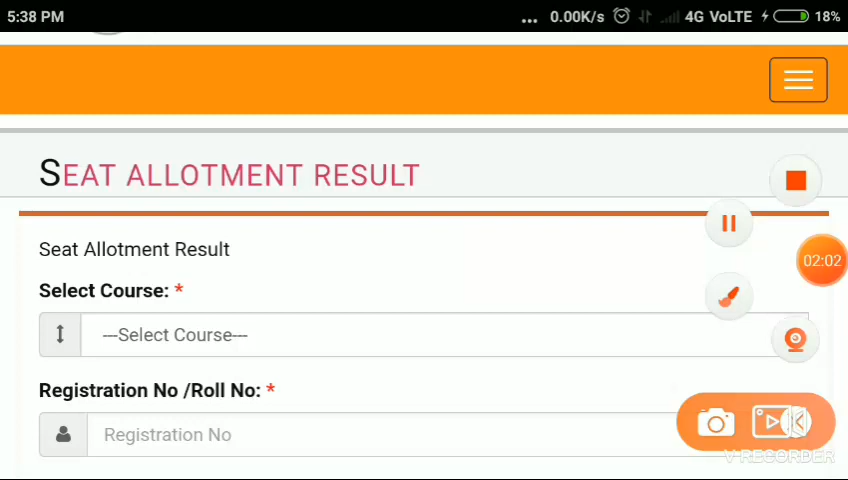 5:38 PM ... 0.00K/s 4G VoLTE 18%
SEAT ALLOTMENT RESULT
Seat Allotment Result
02:02
Select Course: *
---Select Course---
Registration No /Roll No: *
Registration No
V RECORDER